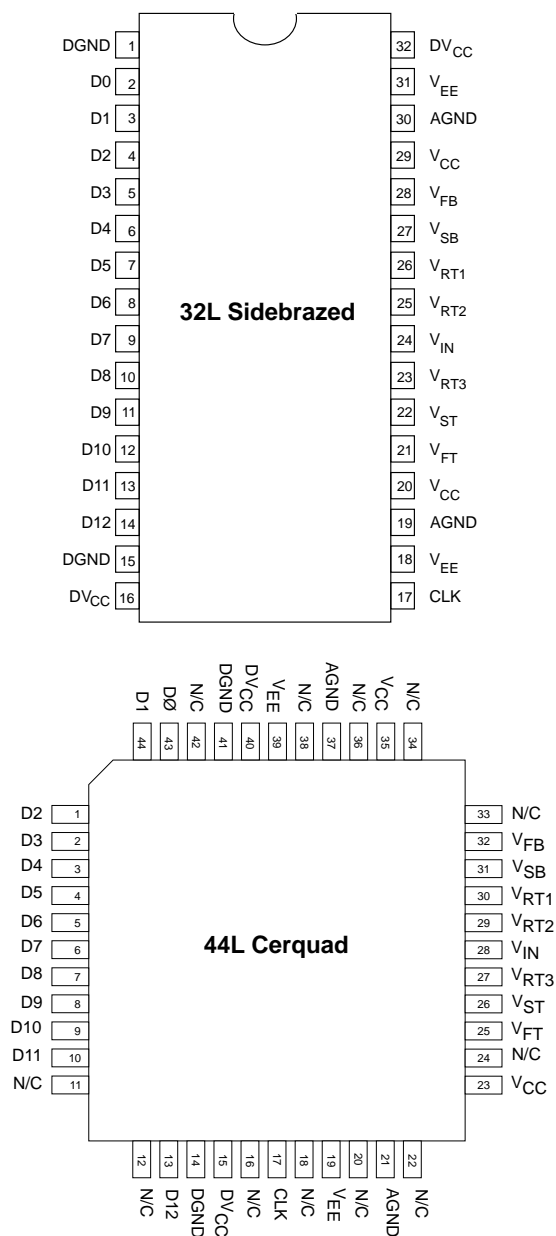 DGND 1 32 DVCC
D0 2 31 VEE
D1 3 30 AGND
D2 4 29 VCC
D3 5 28 VFB
D4 6 27 VSB
D5 7 26 VRT1
D6 8 25 VRT2
32L Sidebrazed
D7 9 24 VIN
D8 10 23 VRT3
D9 11 22 VST
D10 12 21 VFT
D11 13 20 VCC
D12 14 19 AGND
DGND 15 18 VEE
DVCC 16 17 CLK
D1 DØ N/C DGND DVCC VEE N/C AGND N/C VCC N/C
44 43 42 41 40 39 38 37 36 35 34
D2 1 33 N/C
D3 2 32 VFB
D4 3 31 VSB
D5 4 30 VRT1
D6 5 29 VRT2
44L Cerquad
D7 6 28 VIN
D8 7 27 VRT3
D9 8 26 VST
D10 9 25 VFT
D11 10 24 N/C
N/C 11 23 VCC
12 13 14 15 16 17 18 19 20 21 22
N/C D12 DGND DVCC N/C CLK N/C VEE N/C AGND N/C